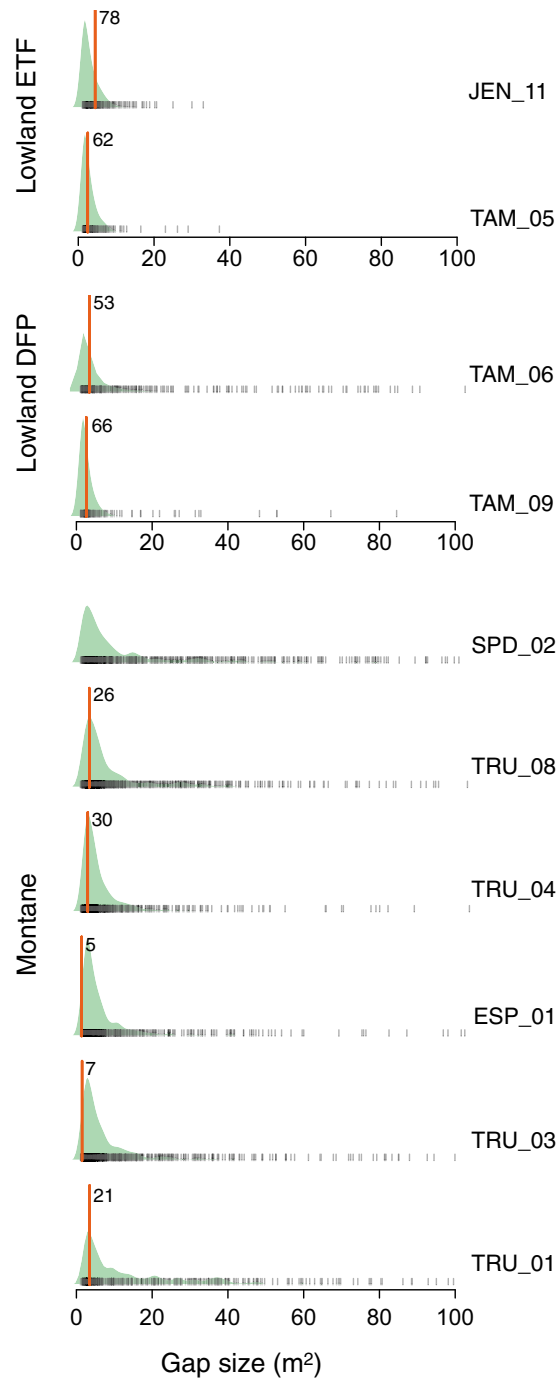 Lowland ETF
78
JEN_11
62
TAM_05
0 20 40 60 80 100
Lowland DFP
53
TAM_06
66
TAM_09
0 20 40 60 80 100
Montane
SPD_02
26
TRU_08
30
TRU_04
5
ESP_01
7
TRU_03
21
TRU_01
0 20 40 60 80 100
Gap size (m²)